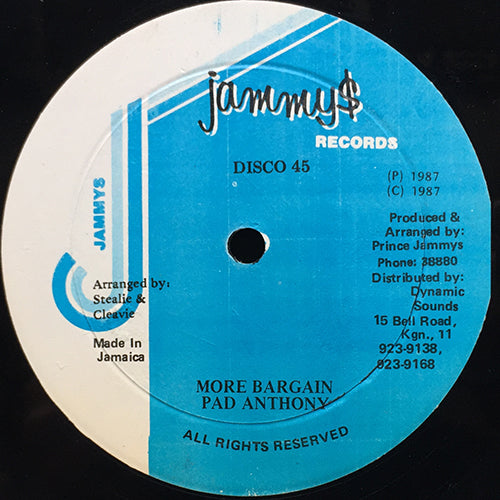 jammy$
RECORDS
DISCO 45
(P) 1987
(C) 1987
JAMMYS
Produced &
Arranged by:
Prince Jammys
Phone: 38880
Distributed by:
Dynamic
Sounds
15 Bell Road,
Kgn., 11
923-9138,
923-9168
Arranged by:
Stealie &
Cleavie
Made In
Jamaica
MORE BARGAIN
PAD ANTHONY
ALL RIGHTS RESERVED